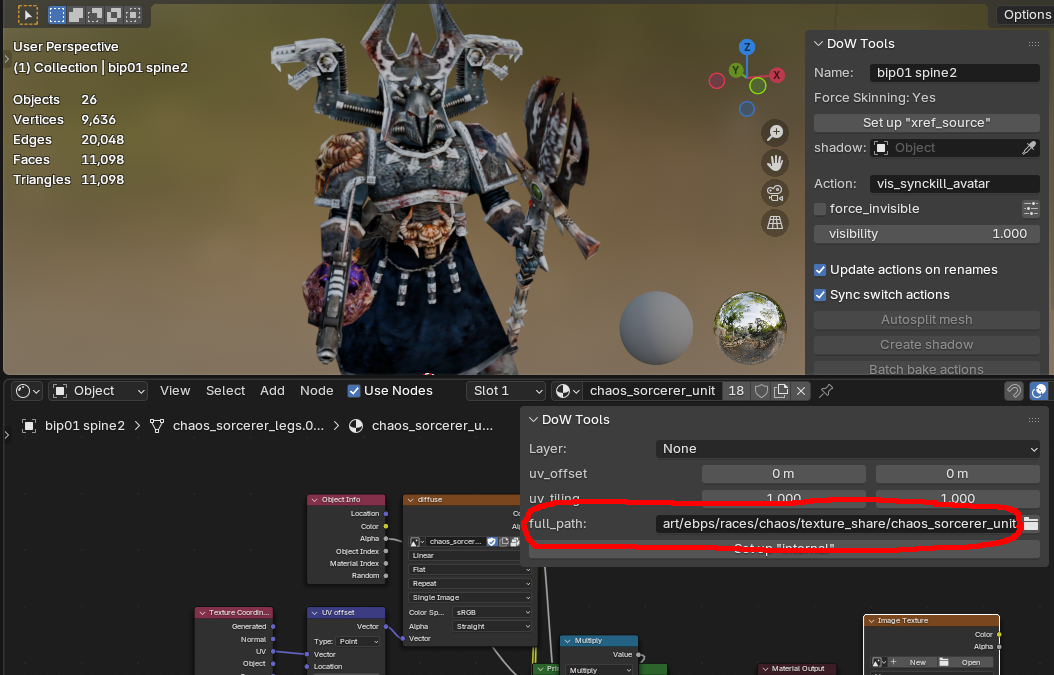 Options
User Perspective
(1) Collection | bip01 spine2
Objects 26
Vertices 9,636
Edges 20,048
Faces 11,098
Triangles 11,098
Z
Y
X
DoW Tools
Name: bip01 spine2
Force Skinning: Yes
Set up "xref_source"
shadow: Object
Action: vis_synckill_avatar
force_invisible
visibility 1.000
Update actions on renames
Sync switch actions
Autosplit mesh
Create shadow
Batch bake actions
Object View Select Add Node Use Nodes Slot 1 chaos_sorcerer_unit 18
bip01 spine2 > chaos_sorcerer_legs.0... > chaos_sorcerer_u...
DoW Tools
Layer: None
uv_offset 0 m 0 m
uv_tiling 1.000 1.000
full_path: art/ebps/races/chaos/texture_share/chaos_sorcerer_unit
Set up "internal"
Object Info
Location
Color
Alpha
Object Index
Material Index
Random
diffuse
Co
Al
chaos_sorcer...
Linear
Flat
Repeat
Single Image
Color Sp... sRGB
Alpha Straight
Vector
Texture Coordin...
Generated
Normal
UV
Object
UV offset
Vector
Type: Point
Vector
Location
Multiply
Value
Multiply
Prin
Material Output
Image Texture
Color
Alpha
New Open